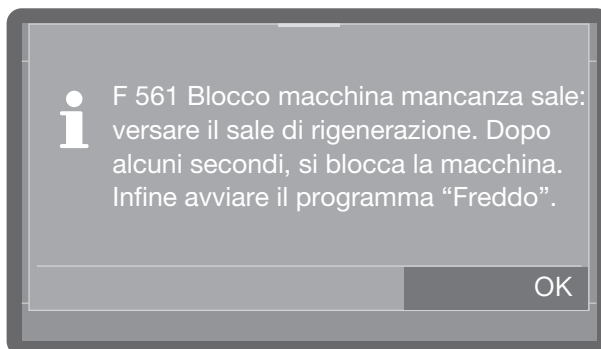 F 561 Blocco macchina mancanza sale:
versare il sale di rigenerazione. Dopo
alcuni secondi, si blocca la macchina.
Infine avviare il programma “Freddo”.
OK